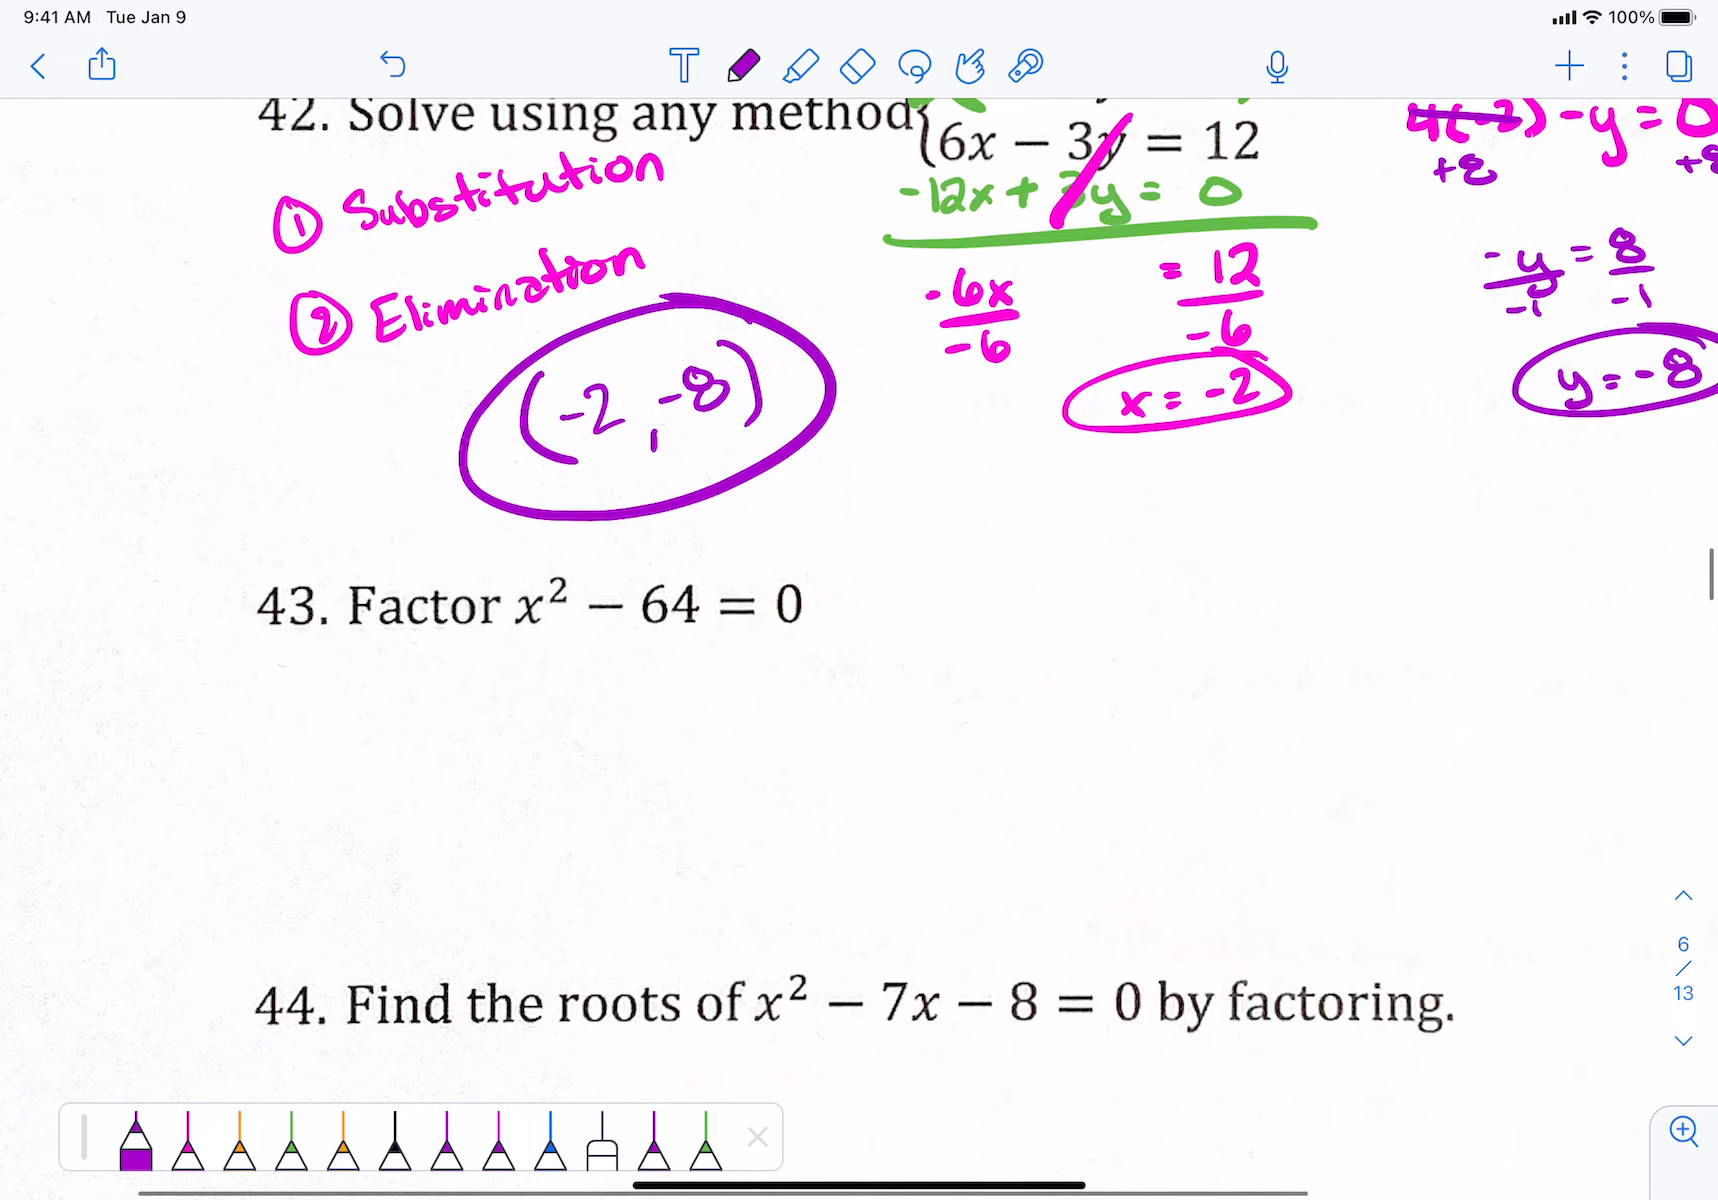 9:41 AM Tue Jan 9
100%
42. Solve using any method
6x − 3y = 12
-12x + 3y = 0
① Substitution
② Elimination
-6x = 12
-6 -6
x = -2
(-2, -8)
4(-2) - y = 0
+8 +8
-y = 8
-1 -1
y = -8
43. Factor x² − 64 = 0
44. Find the roots of x² − 7x − 8 = 0 by factoring.
6
/
13